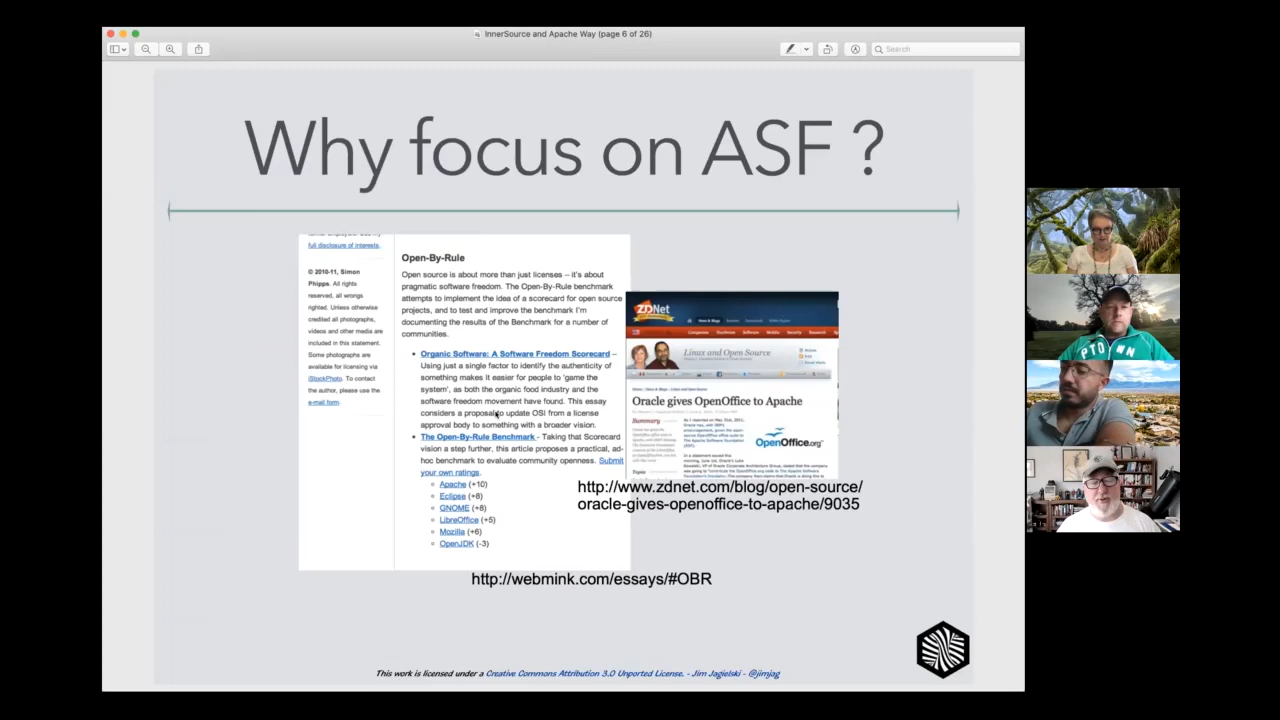 InnerSource and Apache Way (page 6 of 26)
Search
Why focus on ASF ?
full disclosure of interests.
© 2010-11, Simon
Phipps. All rights
reserved, all wrongs
righted. Unless otherwise
credited all photographs,
videos and other media are
included in this statement.
Some photographs are
available for licensing via
iStockPhoto. To contact
the author, please use the
e-mail form.
Open-By-Rule
Open source is about more than just licenses – it's about
pragmatic software freedom. The Open-By-Rule benchmark
attempts to implement the idea of a scorecard for open source
projects, and to test and improve the benchmark I'm
documenting the results of the Benchmark for a number of
communities.
Organic Software: A Software Freedom Scorecard –
Using just a single factor to identify the authenticity of
something makes it easier for people to 'game the
system', as both the organic food industry and the
software freedom movement have found. This essay
considers a proposal to update OSI from a license
approval body to something with a broader vision.
The Open-By-Rule Benchmark - Taking that Scorecard
vision a step further, this article proposes a practical, ad-
hoc benchmark to evaluate community openness. Submit
your own ratings.
Apache (+10)
Eclipse (+8)
GNOME (+8)
LibreOffice (+5)
Mozilla (+6)
OpenJDK (-3)
ZDNet
Linux and Open Source
Oracle gives OpenOffice to Apache
Summary
Topics
OpenOffice.org
http://www.zdnet.com/blog/open-source/
oracle-gives-openoffice-to-apache/9035
http://webmink.com/essays/#OBR
This work is licensed under a Creative Commons Attribution 3.0 Unported License. - Jim Jagielski - @jimjag